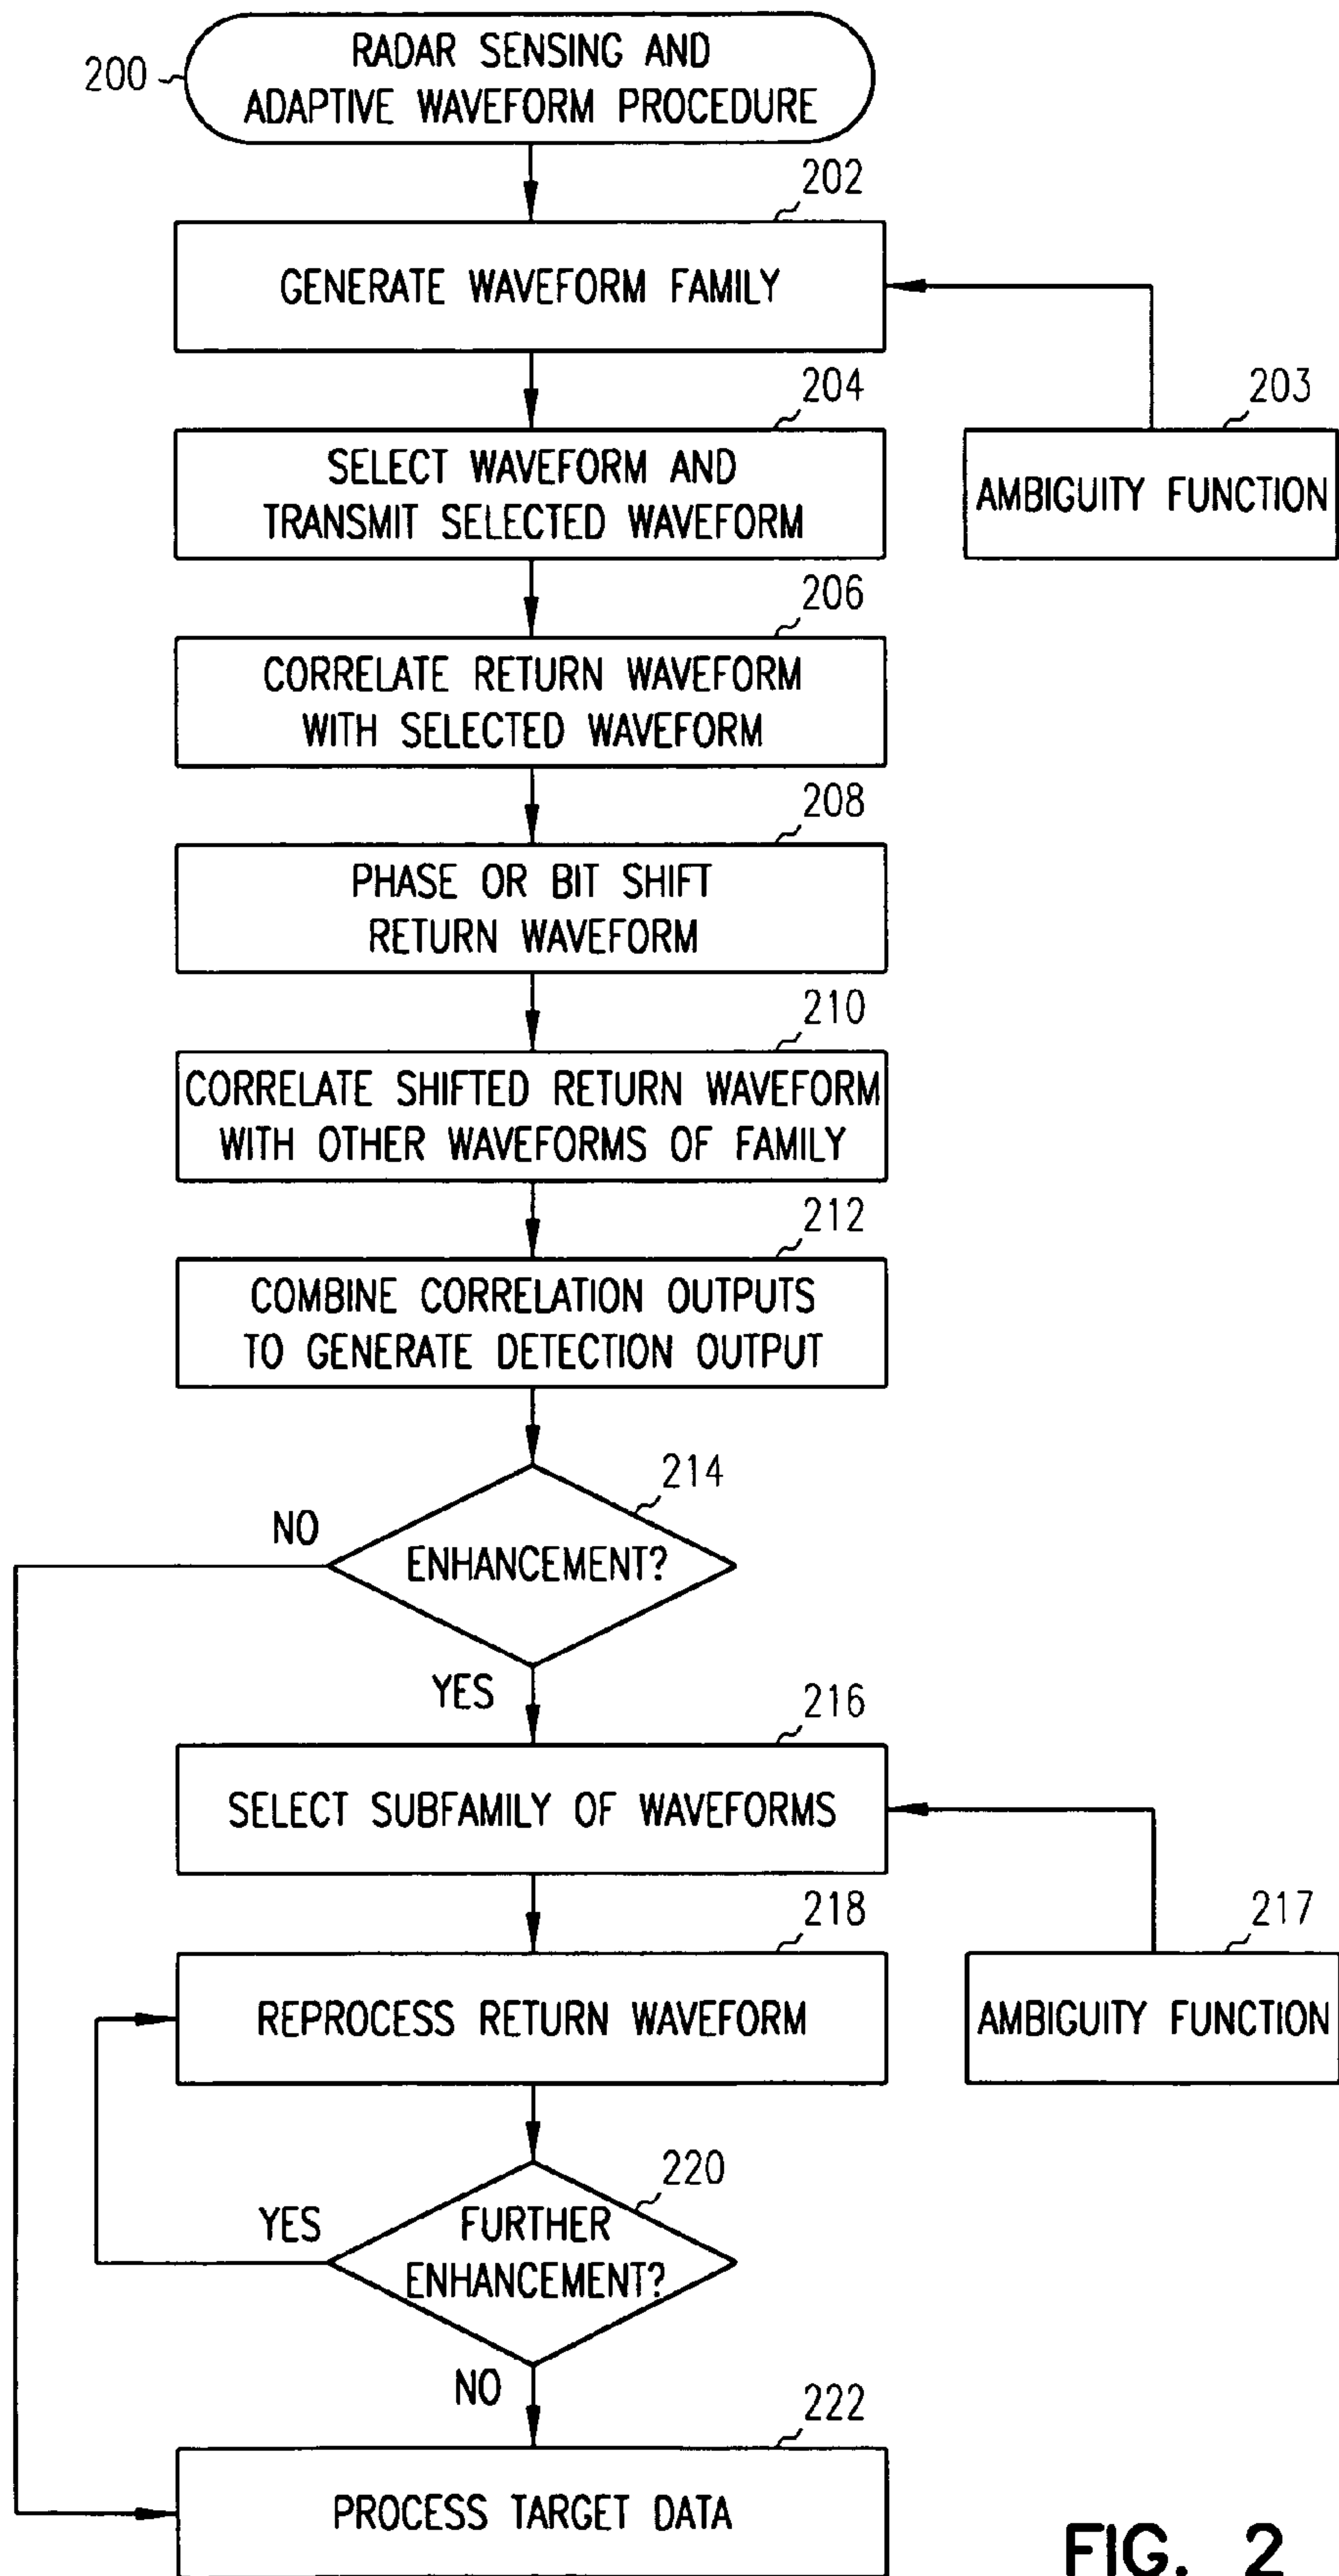 200
RADAR SENSING AND
ADAPTIVE WAVEFORM PROCEDURE
202
GENERATE WAVEFORM FAMILY
203
AMBIGUITY FUNCTION
204
SELECT WAVEFORM AND
TRANSMIT SELECTED WAVEFORM
206
CORRELATE RETURN WAVEFORM
WITH SELECTED WAVEFORM
208
PHASE OR BIT SHIFT
RETURN WAVEFORM
210
CORRELATE SHIFTED RETURN WAVEFORM
WITH OTHER WAVEFORMS OF FAMILY
212
COMBINE CORRELATION OUTPUTS
TO GENERATE DETECTION OUTPUT
214
NO
ENHANCEMENT?
YES
216
SELECT SUBFAMILY OF WAVEFORMS
217
AMBIGUITY FUNCTION
218
REPROCESS RETURN WAVEFORM
220
YES
FURTHER
ENHANCEMENT?
NO
222
PROCESS TARGET DATA
FIG. 2